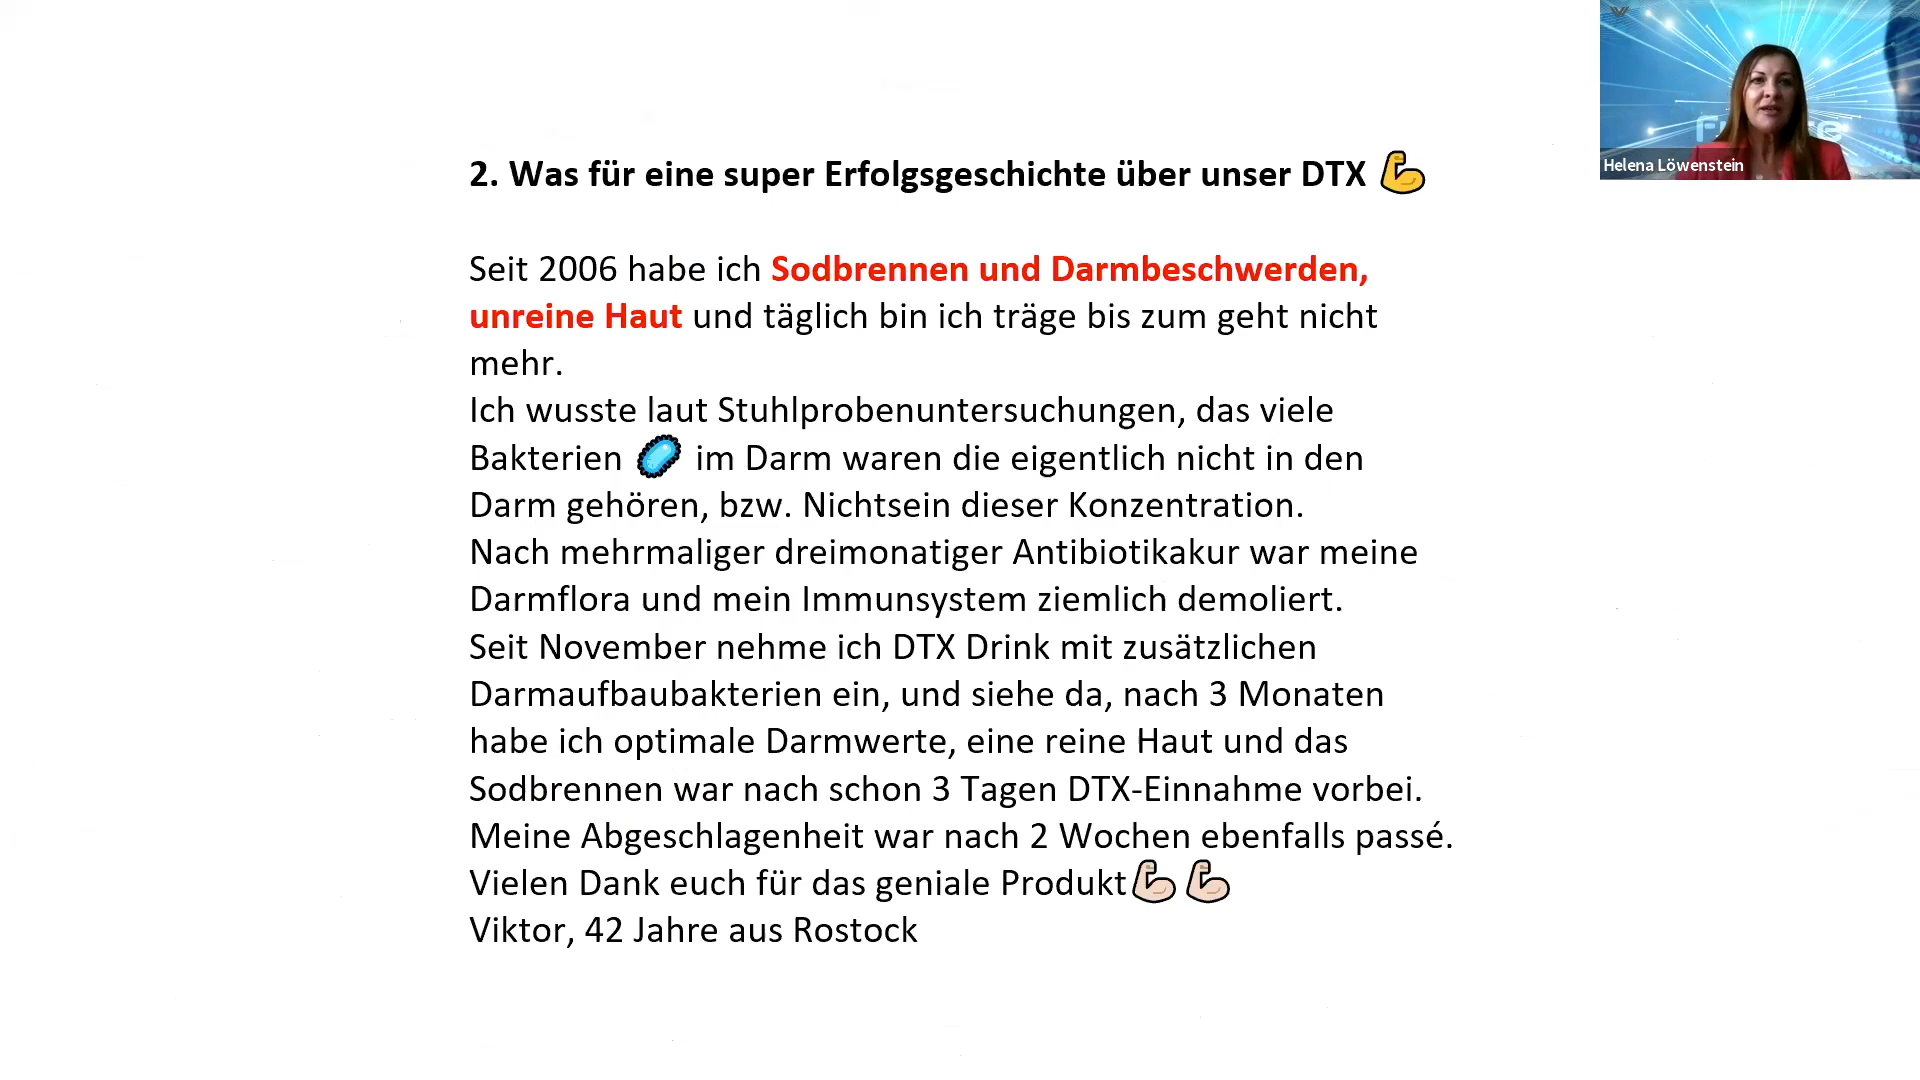 2. Was für eine super Erfolgsgeschichte über unser DTX 💪
Seit 2006 habe ich Sodbrennen und Darmbeschwerden,
unreine Haut und täglich bin ich träge bis zum geht nicht
mehr.
Ich wusste laut Stuhlprobenuntersuchungen, das viele
Bakterien 🦠 im Darm waren die eigentlich nicht in den
Darm gehören, bzw. Nichtsein dieser Konzentration.
Nach mehrmaliger dreimonatiger Antibiotikakur war meine
Darmflora und mein Immunsystem ziemlich demoliert.
Seit November nehme ich DTX Drink mit zusätzlichen
Darmaufbaubakterien ein, und siehe da, nach 3 Monaten
habe ich optimale Darmwerte, eine reine Haut und das
Sodbrennen war nach schon 3 Tagen DTX-Einnahme vorbei.
Meine Abgeschlagenheit war nach 2 Wochen ebenfalls passé.
Vielen Dank euch für das geniale Produkt💪🏻💪🏻
Viktor, 42 Jahre aus Rostock
Helena Löwenstein